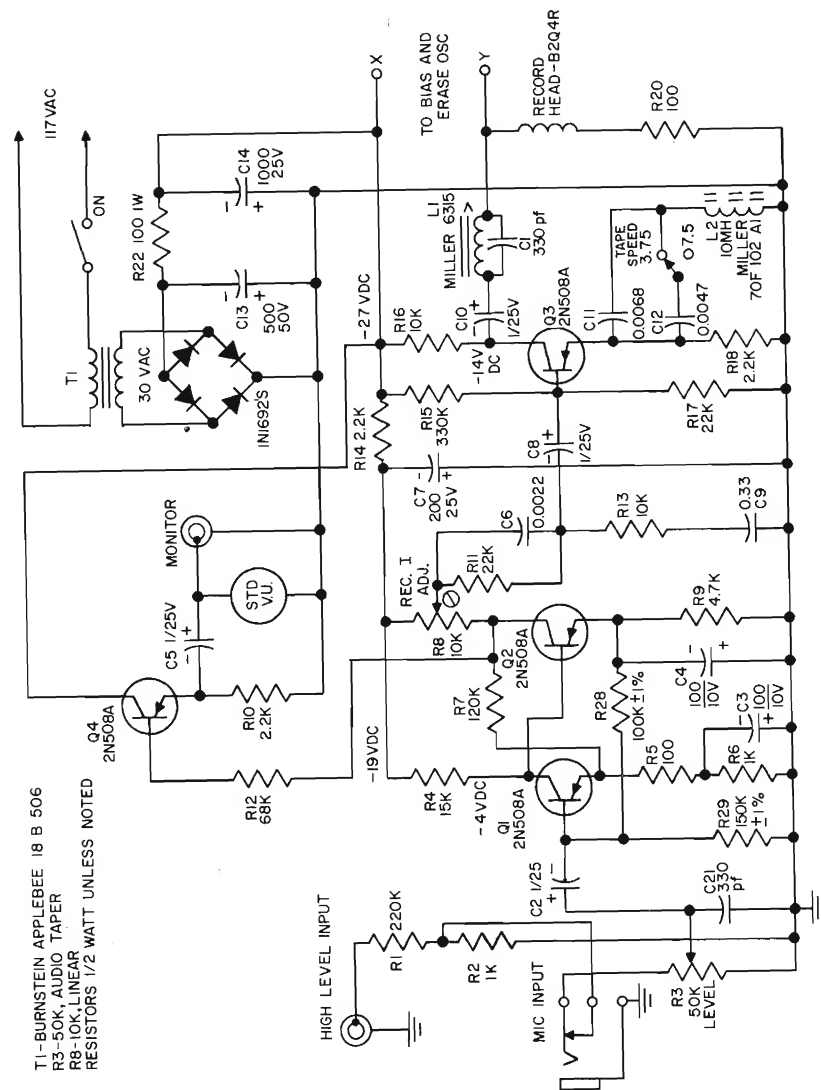 T1-BURNSTEIN APPLEBEE 18 B 506
R3-50K, AUDIO TAPER
R8-10K, LINEAR
RESISTORS 1/2 WATT UNLESS NOTED
117VAC
ON
T1
30 VAC
1N1692'S
R22 100 1W
C13
500
50V
-
+
C14
1000
25V
-
+
X
TO BIAS AND
ERASE OSC
Y
MONITOR
STD
V.U.
C5 1/25V
-
+
Q4
2N508A
R10
2.2K
R12
68K
-27 VDC
R14 2.2K
R16
10K
-14V
DC
C10
1/25V
-
+
MILLER 6315
L1
C1
330 pf
RECORD
HEAD-B2Q4R
R20
100
R15
330K
Q3
2N508A
C11
0.0068
TAPE
SPEED
3.75
7.5
C12
0.0047
L2
10MH
MILLER
70F 102 A1
R18
2.2K
R17
22K
C7
200
25V
-
+
C8
1/25V
-
+
C6
0.0022
REC. I
ADJ.
R11
22K
R8
10K
R13
10K
0.33
C9
-19VDC
R7
120K
Q2
2N508A
R4
15K
-4VDC
Q1
2N508A
R28
100K ±1%
R9
4.7K
C4
100
10V
-
+
R5
100
C3
100
10V
-
+
R6
1K
R29
150K
±1%
C2 1/25
+
-
C21
330
pf
HIGH LEVEL INPUT
R1
220K
R2
1K
MIC INPUT
R3
50K
LEVEL